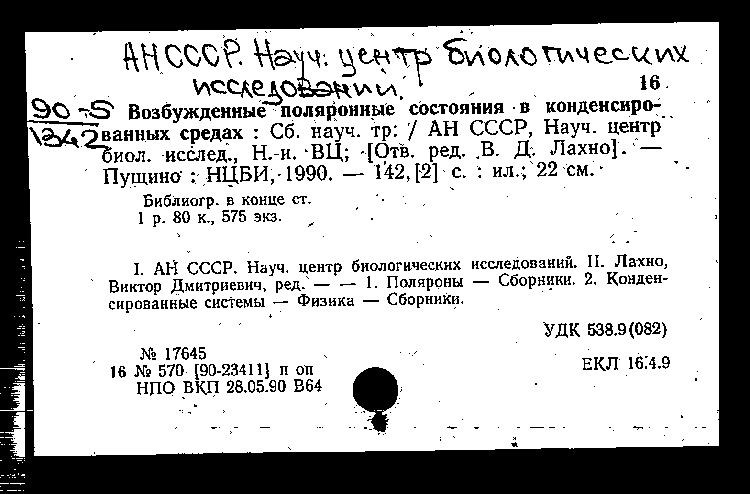 АН СССР. Науч. центр биологических
исследований.
16
90-5
1342
Возбужденные поляронные состояния в конденсиро-
ванных средах : Сб. науч. тр. / АН СССР, Науч. центр
биол. исслед., Н.-и. ВЦ; [Отв. ред. В. Д. Лахно]. —
Пущино : НЦБИ, 1990. — 142, [2] с. : ил.; 22 см.
Библиогр. в конце ст.
1 р. 80 к., 575 экз.
I. АН СССР. Науч. центр биологических исследований. II. Лахно,
Виктор Дмитриевич, ред. — — 1. Поляроны — Сборники. 2. Конден-
сированные системы — Физика — Сборники.
УДК 538.9(082)
№ 17645
16 № 570 [90-23411] п оп
ЕКЛ 16.4.9
НПО ВКП 28.05.90 В64